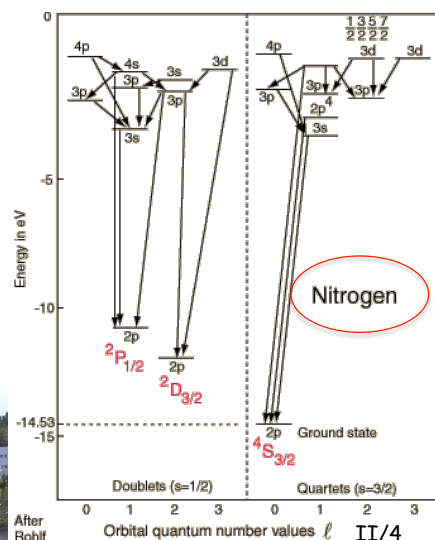 0
-5
-10
-14.53
-15
Energy in eV
4p
4s
3s
3d
3p
3p
3p
3s
2p
2P1/2
2p
2D3/2
1/2 3/2 5/2 7/2
4p
3d
3d
3p
3p
4
3p
2p
3s
Nitrogen
2p
Ground state
4S3/2
Doublets (s=1/2)
Quartets (s=3/2)
0 1 2 3 0 1 2 3
After
Rohlf
Orbital quantum number values ℓ
II/4